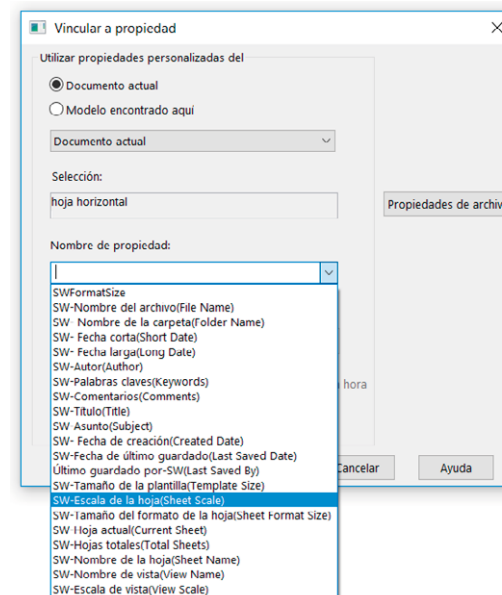 Vincular a propiedad
Utilizar propiedades personalizadas del
Documento actual
Modelo encontrado aquí
Documento actual
Selección:
hoja horizontal
Propiedades de archiv
Nombre de propiedad:
SWFormatSize
SW-Nombre del archivo(File Name)
SW- Nombre de la carpeta(Folder Name)
SW- Fecha corta(Short Date)
SW- Fecha larga(Long Date)
SW-Autor(Author)
SW-Palabras claves(Keywords)
hora
SW-Comentarios(Comments)
SW-Título(Title)
SW-Asunto(Subject)
SW- Fecha de creación(Created Date)
SW-Fecha de último guardado(Last Saved Date)
Último guardado por-SW(Last Saved By)
Cancelar
Ayuda
SW-Tamaño de la plantilla(Template Size)
SW-Escala de la hoja(Sheet Scale)
SW-Tamaño del formato de la hoja(Sheet Format Size)
SW-Hoja actual(Current Sheet)
SW-Hojas totales(Total Sheets)
SW-Nombre de la hoja(Sheet Name)
SW-Nombre de vista(View Name)
SW-Escala de vista(View Scale)